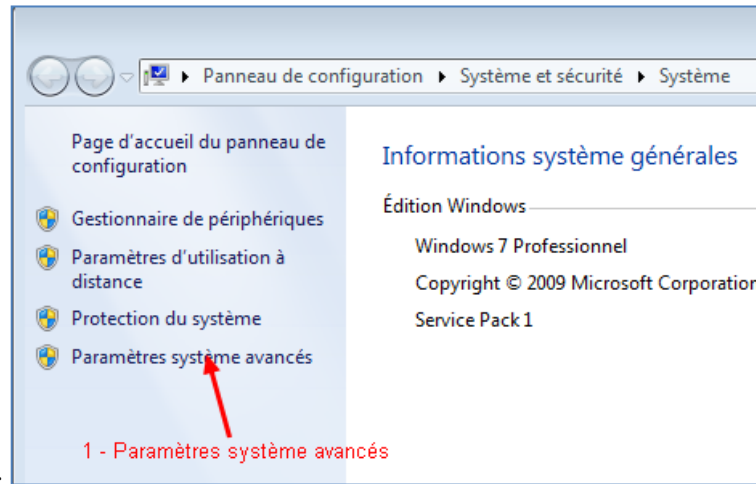 Panneau de configuration ▸ Système et sécurité ▸ Système
Page d'accueil du panneau de
configuration
Gestionnaire de périphériques
Paramètres d'utilisation à
distance
Protection du système
Paramètres système avancés
Informations système générales
Édition Windows
Windows 7 Professionnel
Copyright © 2009 Microsoft Corporation
Service Pack 1
1 - Paramètres système avancés